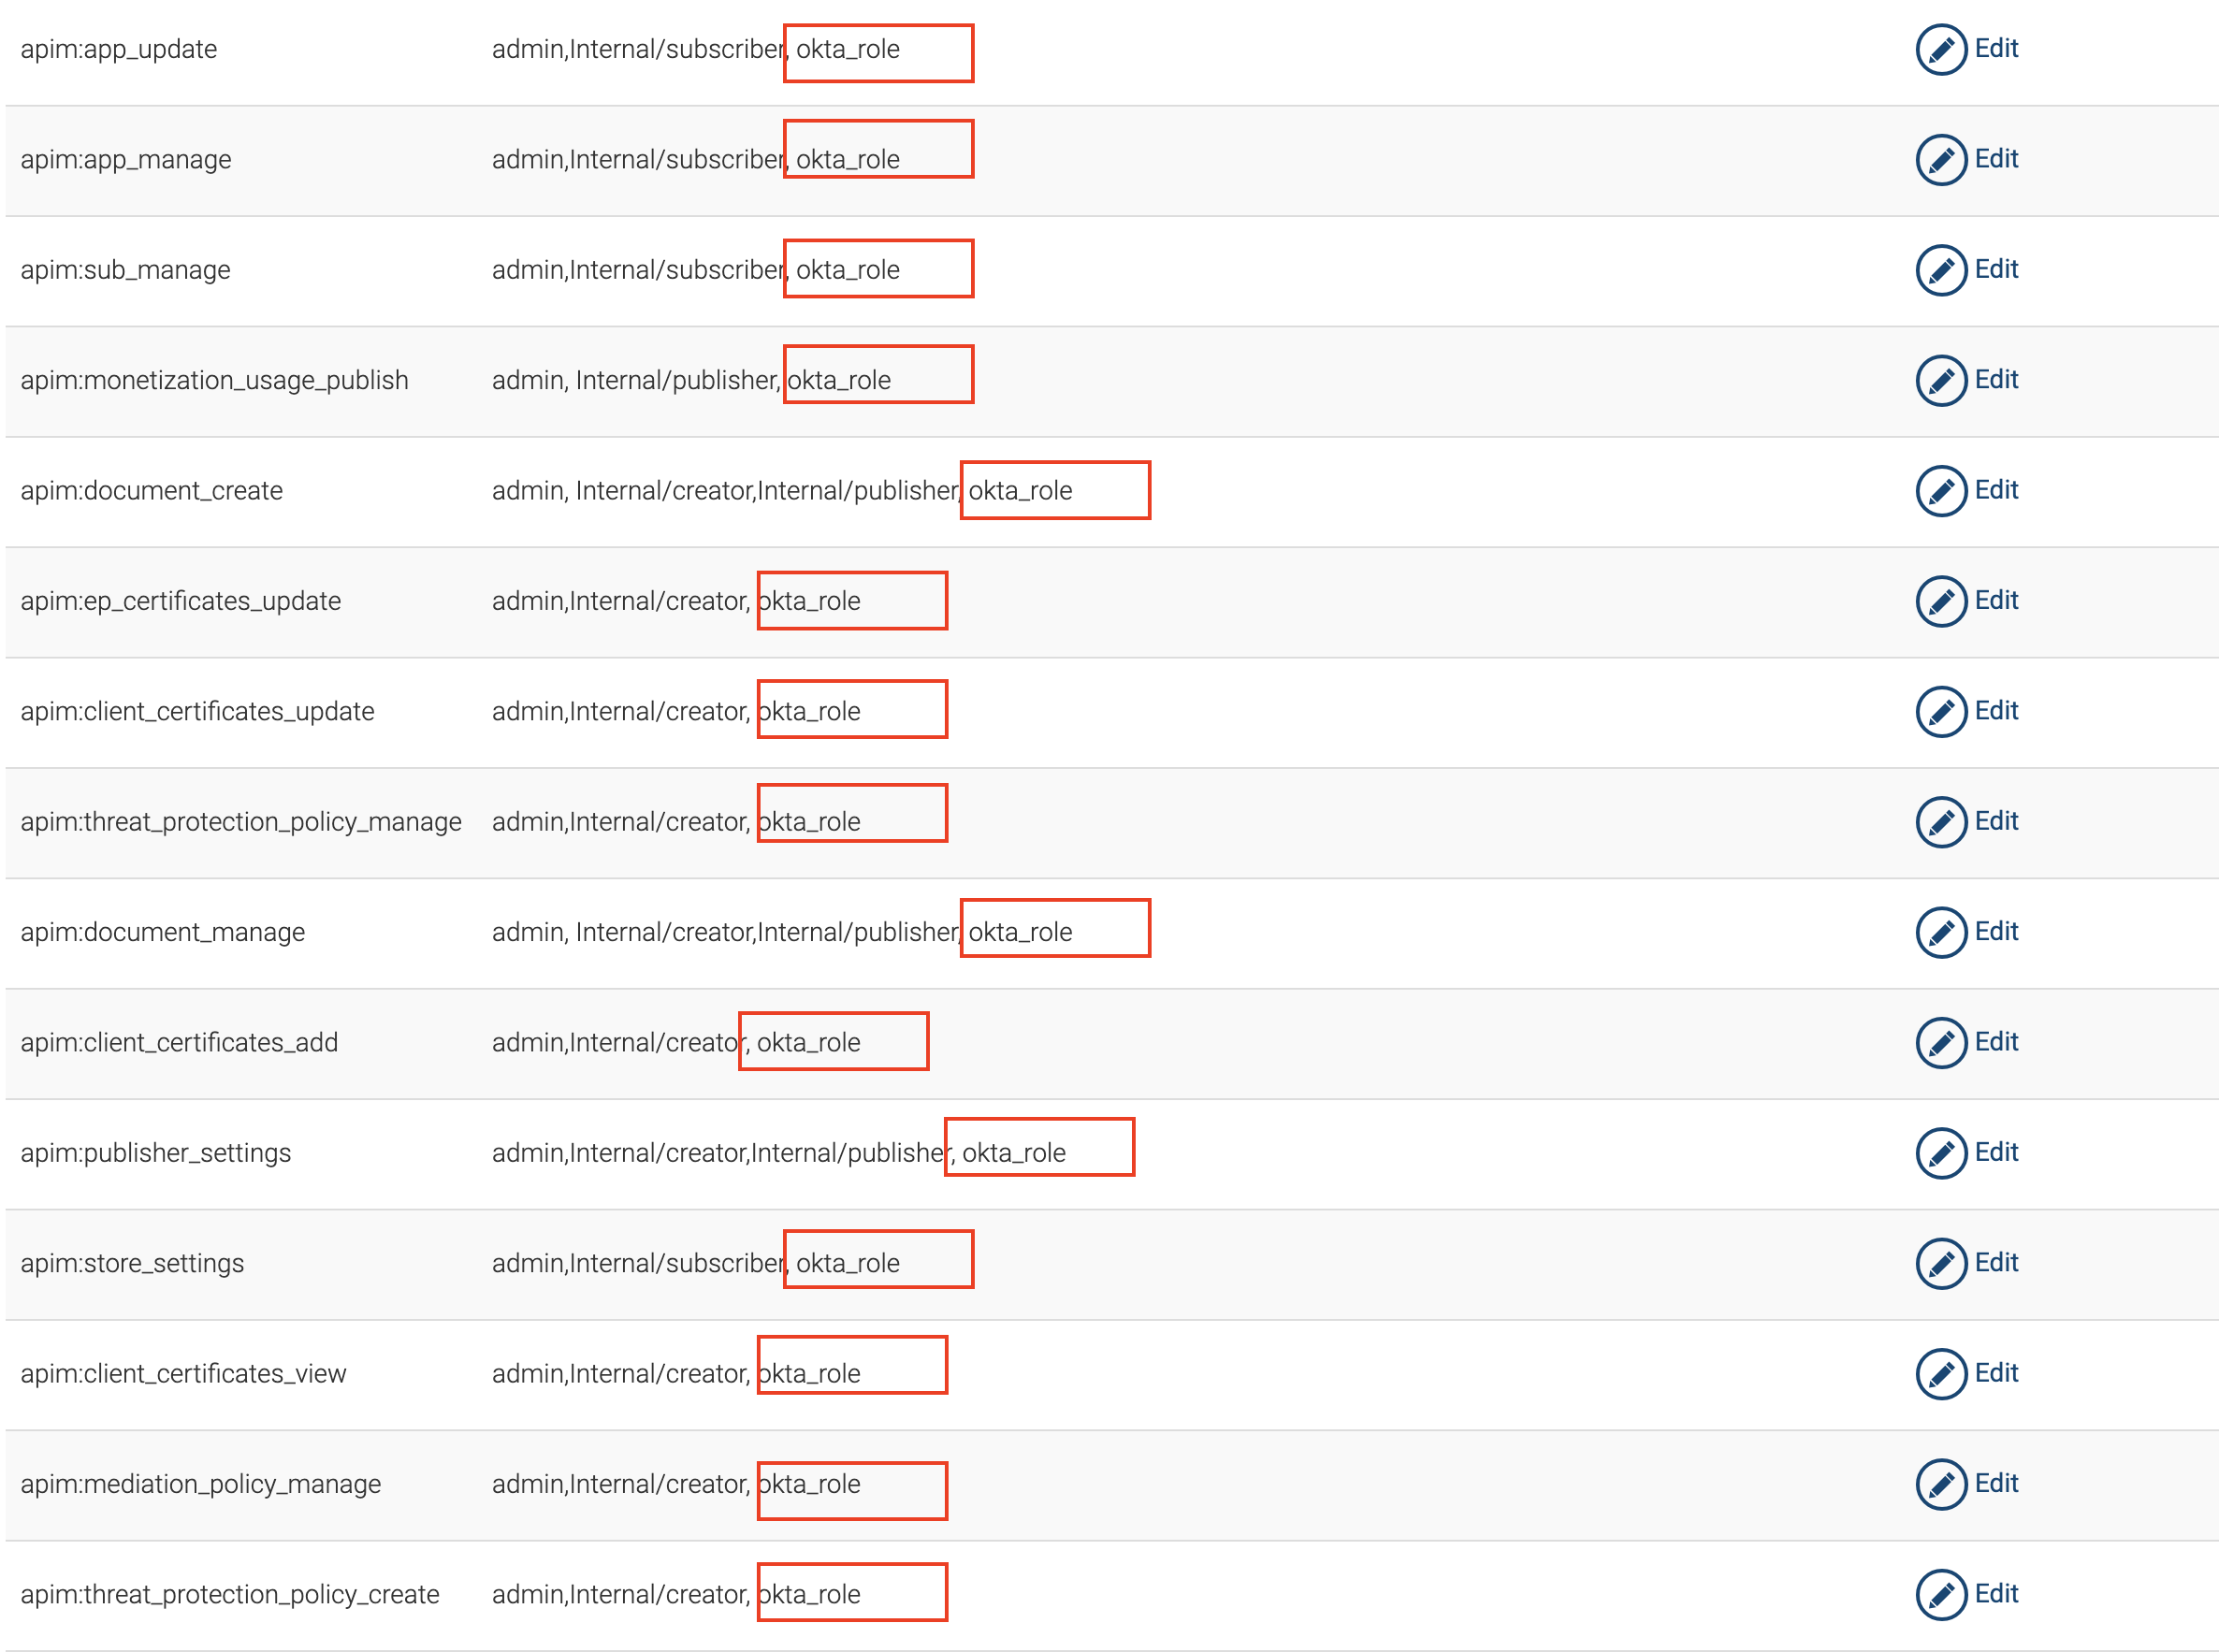 apim:app_update admin,Internal/subscriber, okta_role Edit
apim:app_manage admin,Internal/subscriber, okta_role Edit
apim:sub_manage admin,Internal/subscriber, okta_role Edit
apim:monetization_usage_publish admin, Internal/publisher, okta_role Edit
apim:document_create admin, Internal/creator,Internal/publisher, okta_role Edit
apim:ep_certificates_update admin,Internal/creator, okta_role Edit
apim:client_certificates_update admin,Internal/creator, okta_role Edit
apim:threat_protection_policy_manage admin,Internal/creator, okta_role Edit
apim:document_manage admin, Internal/creator,Internal/publisher, okta_role Edit
apim:client_certificates_add admin,Internal/creator, okta_role Edit
apim:publisher_settings admin,Internal/creator,Internal/publisher, okta_role Edit
apim:store_settings admin,Internal/subscriber, okta_role Edit
apim:client_certificates_view admin,Internal/creator, okta_role Edit
apim:mediation_policy_manage admin,Internal/creator, okta_role Edit
apim:threat_protection_policy_create admin,Internal/creator, okta_role Edit